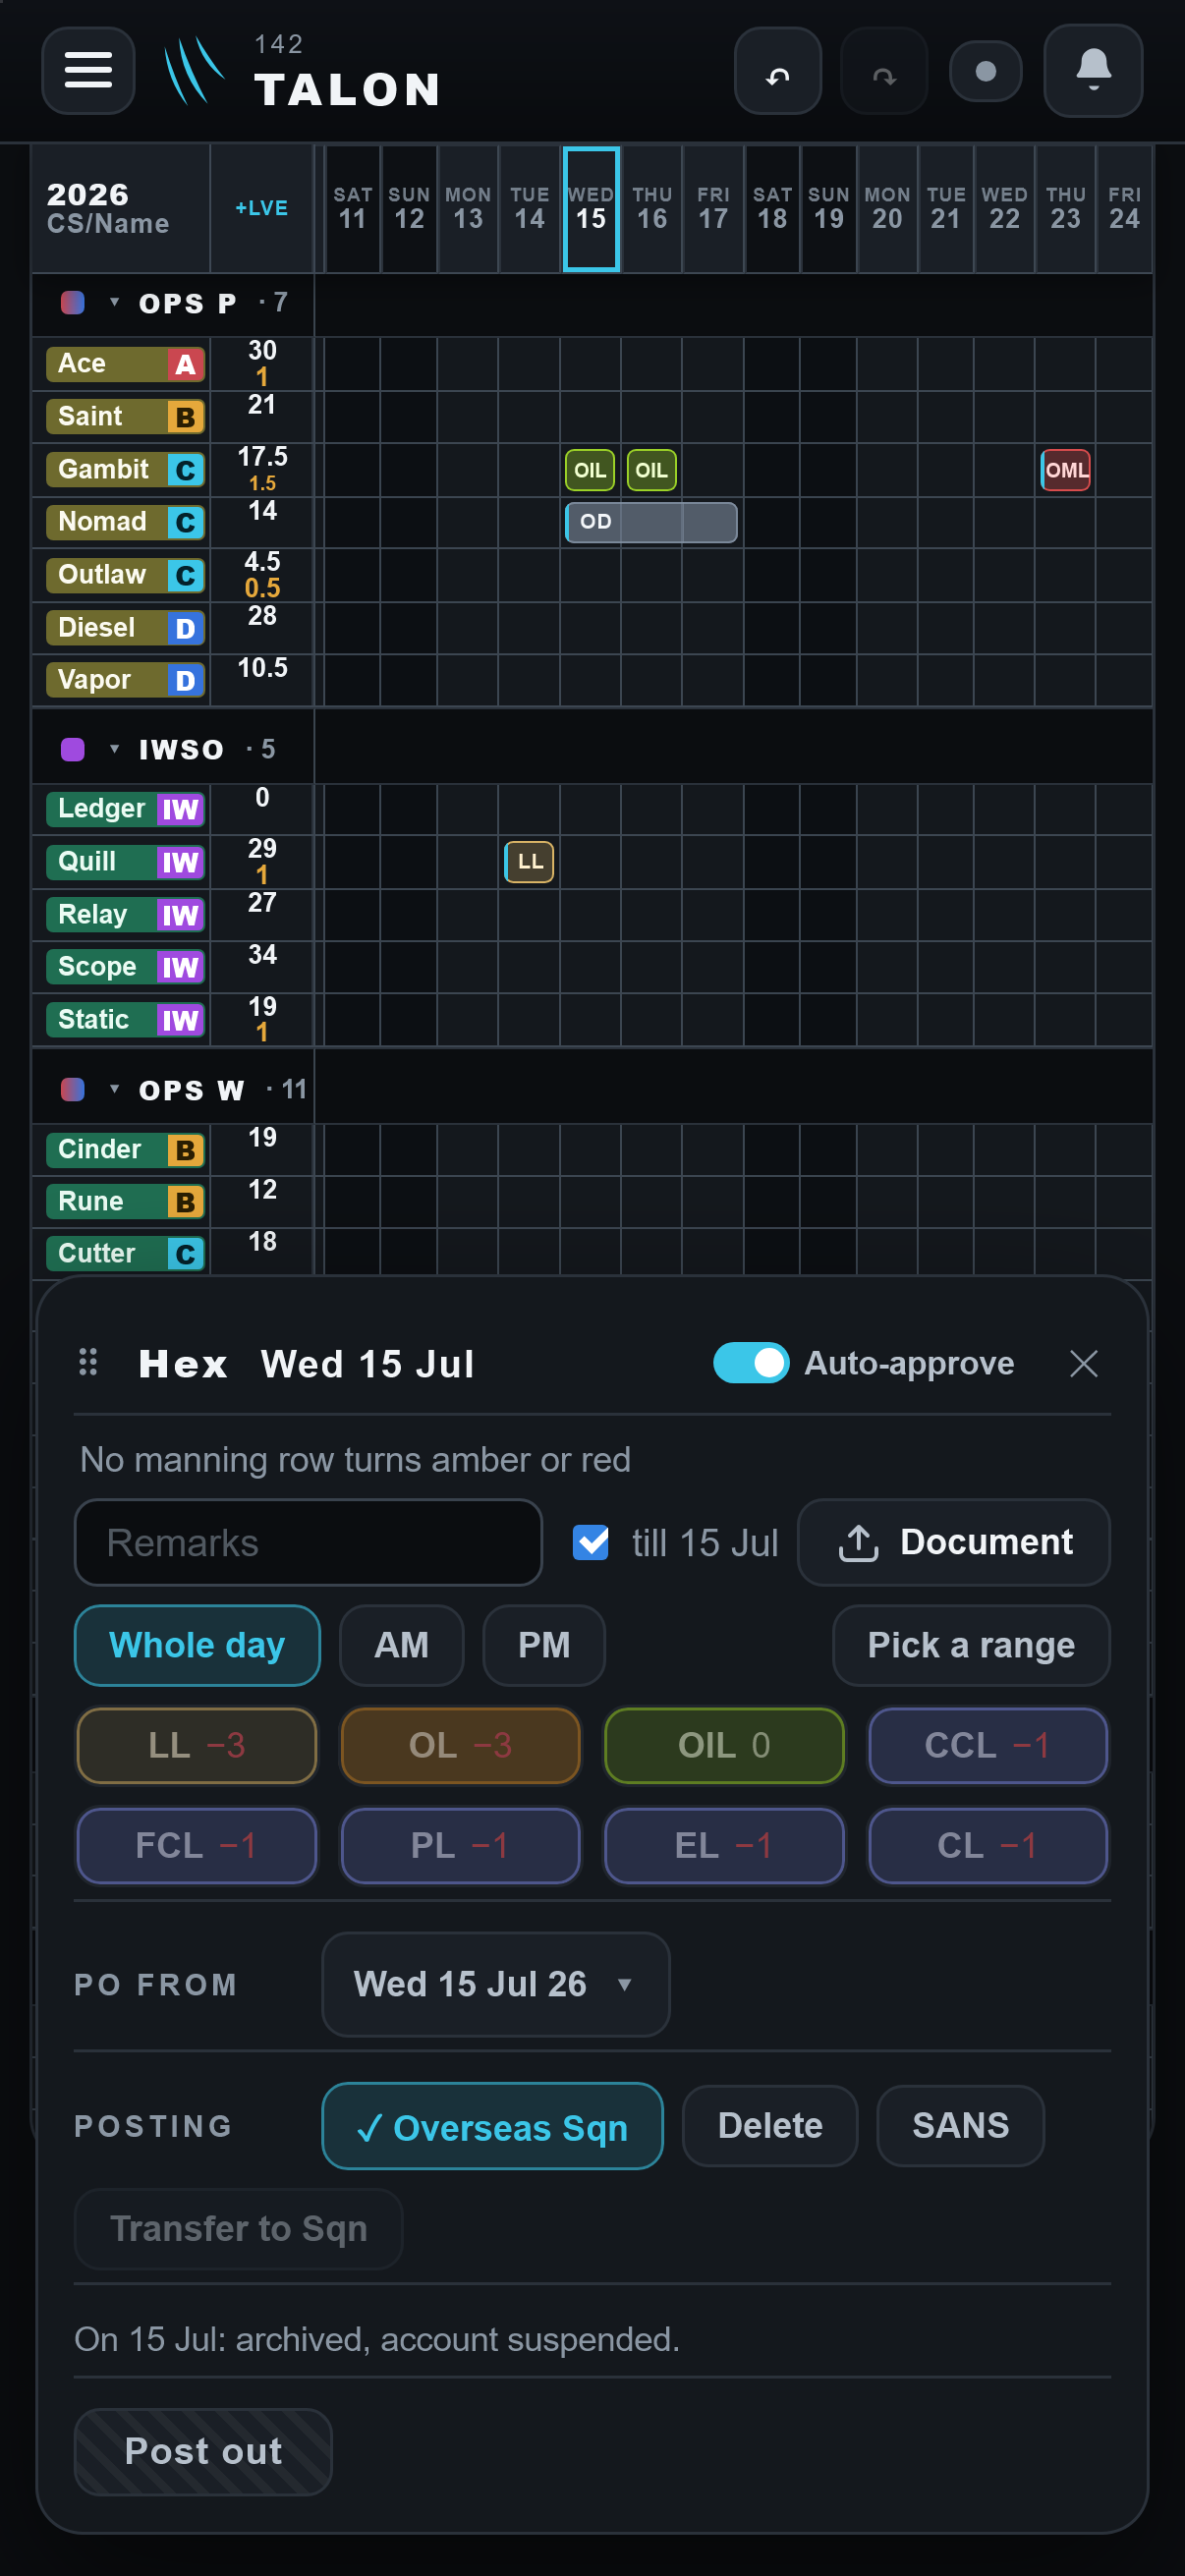 142
TALON
2026
CS/Name
+LVE
SAT SUN MON TUE WED THU FRI SAT SUN MON TUE WED THU FRI
11 12 13 14 15 16 17 18 19 20 21 22 23 24
OPS P · 7
Ace A 30
1
Saint B 21
Gambit C 17.5 OIL OIL OML
1.5
Nomad C 14 OD
Outlaw C 4.5
0.5
Diesel D 28
Vapor D 10.5
IWSO · 5
Ledger IW 0
Quill IW 29 LL
1
Relay IW 27
Scope IW 34
Static IW 19
1
OPS W · 11
Cinder B 19
Rune B 12
Cutter C 18
Hex Wed 15 Jul Auto-approve
No manning row turns amber or red
Remarks till 15 Jul Document
Whole day AM PM Pick a range
LL −3 OL −3 OIL 0 CCL −1
FCL −1 PL −1 EL −1 CL −1
PO FROM Wed 15 Jul 26
POSTING ✓ Overseas Sqn Delete SANS
Transfer to Sqn
On 15 Jul: archived, account suspended.
Post out